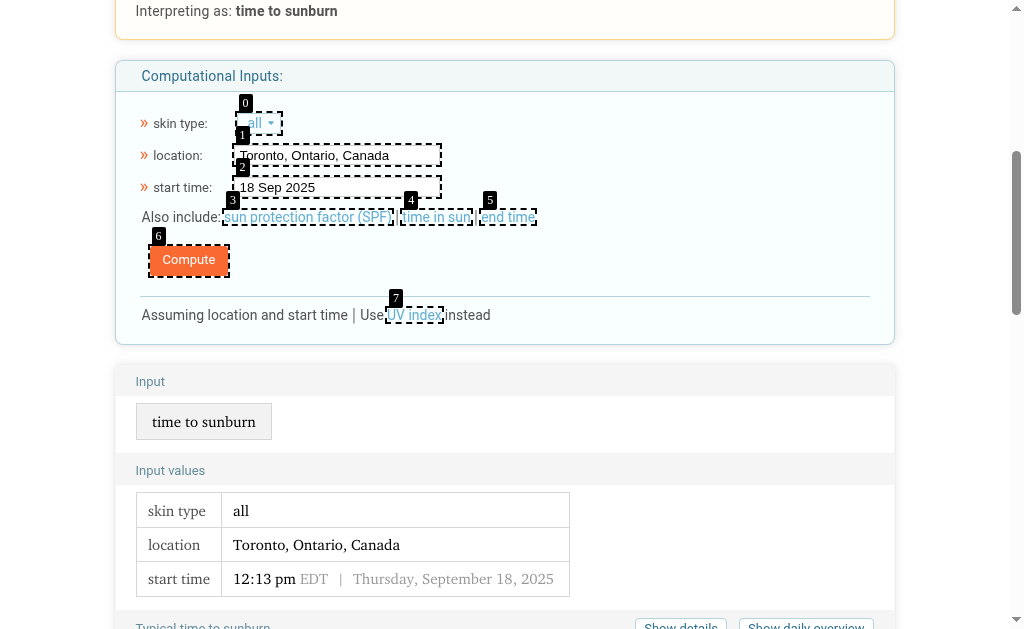 Interpreting as: time to sunburn
Computational Inputs:
0
» skin type: all
1
» location: Toronto, Ontario, Canada
2
» start time: 18 Sep 2025
3 4 5
Also include: sun protection factor (SPF) | time in sun | end time
6
Compute
7
Assuming location and start time | Use UV index instead
Input
time to sunburn
Input values
skin type all
location Toronto, Ontario, Canada
start time 12:13 pm EDT | Thursday, September 18, 2025
Typical time to sunburn Show details Show daily overview